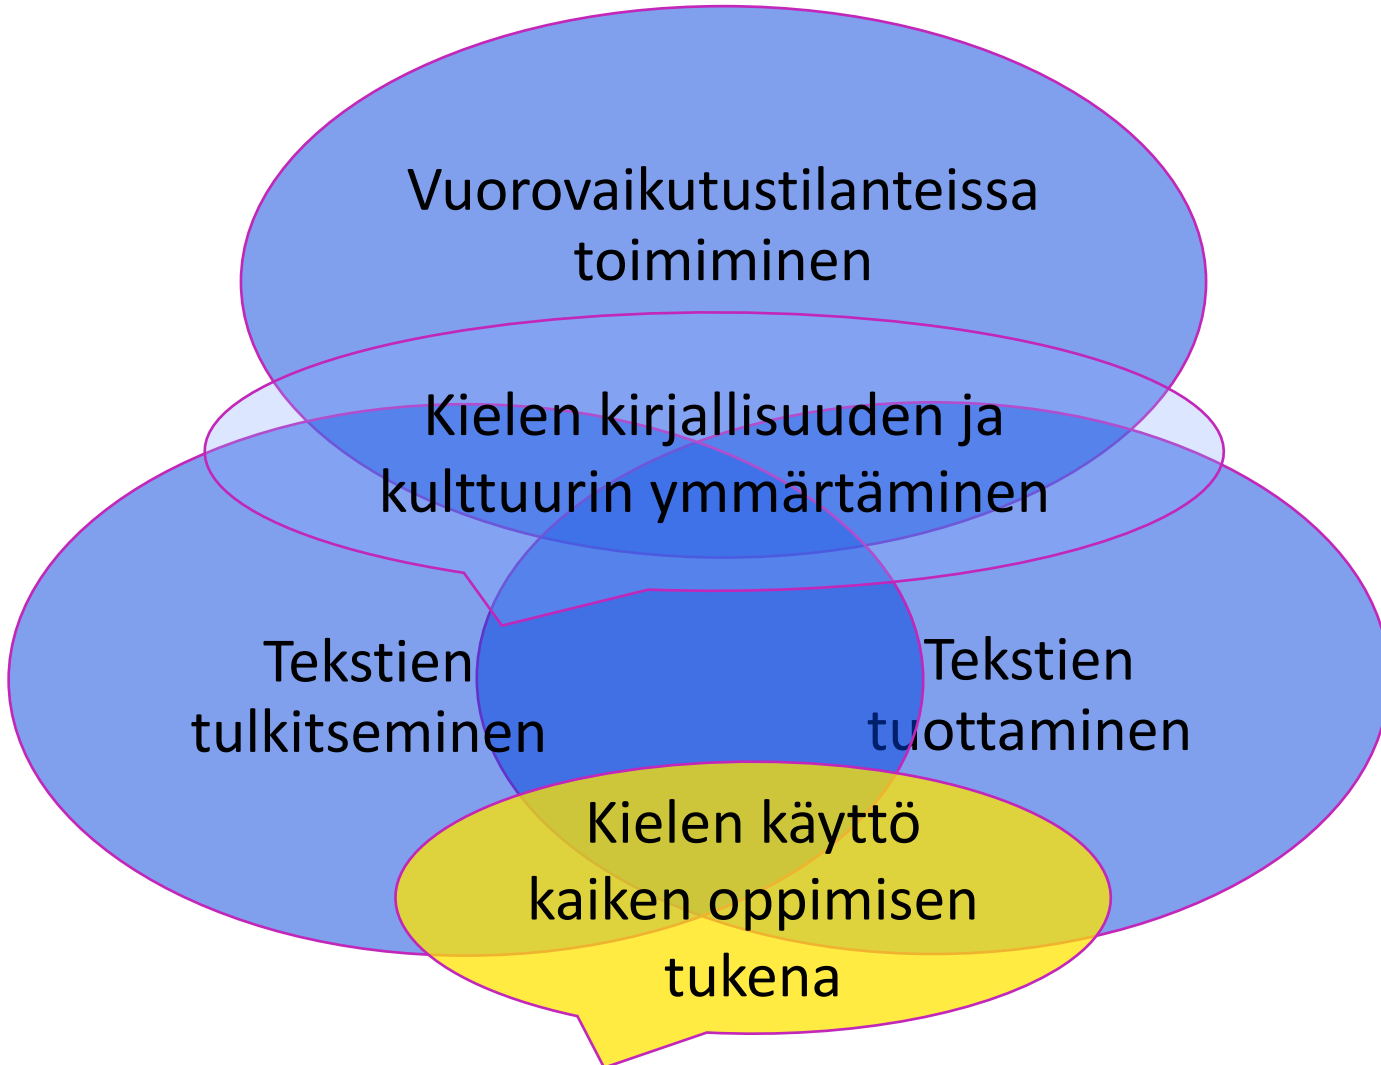 Vuorovaikutustilanteissa
toimiminen
Kielen kirjallisuuden ja
kulttuurin ymmärtäminen
Tekstien
tulkitseminen
Tekstien
tuottaminen
Kielen käyttö
kaiken oppimisen
tukena